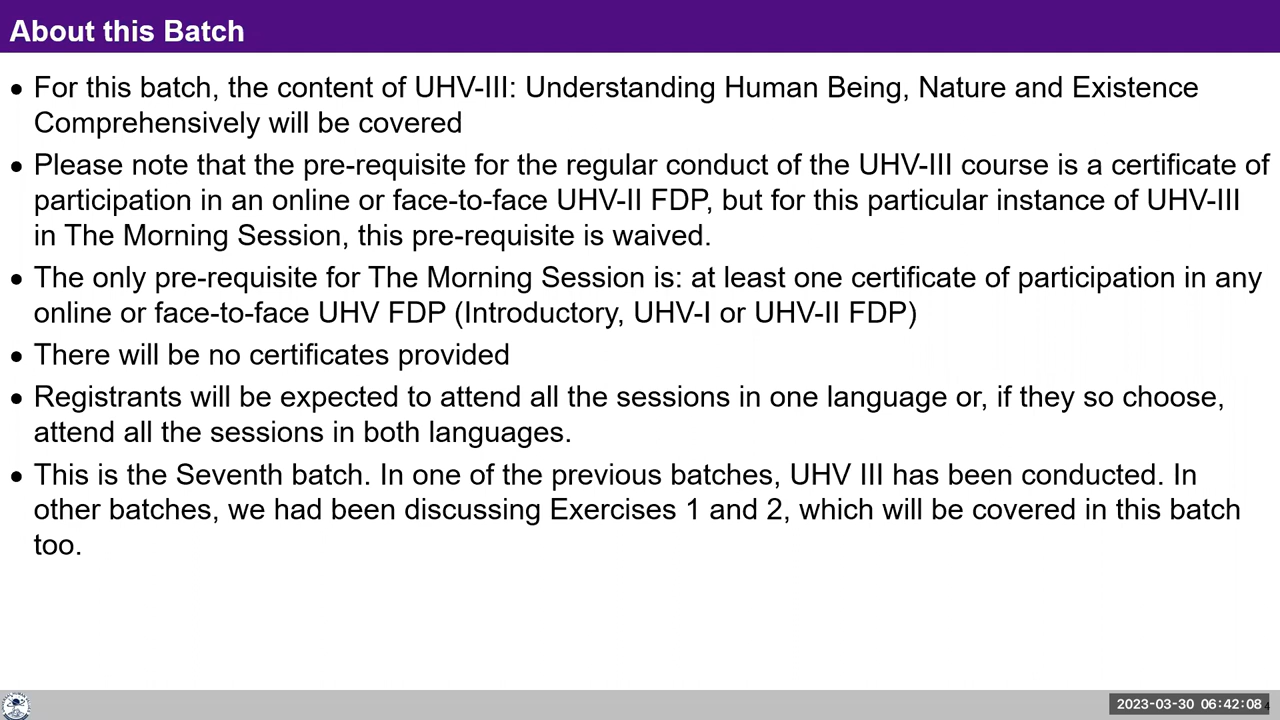 About this Batch
• For this batch, the content of UHV-III: Understanding Human Being, Nature and Existence
Comprehensively will be covered
• Please note that the pre-requisite for the regular conduct of the UHV-III course is a certificate of
participation in an online or face-to-face UHV-II FDP, but for this particular instance of UHV-III
in The Morning Session, this pre-requisite is waived.
• The only pre-requisite for The Morning Session is: at least one certificate of participation in any
online or face-to-face UHV FDP (Introductory, UHV-I or UHV-II FDP)
• There will be no certificates provided
• Registrants will be expected to attend all the sessions in one language or, if they so choose,
attend all the sessions in both languages.
• This is the Seventh batch. In one of the previous batches, UHV III has been conducted. In
other batches, we had been discussing Exercises 1 and 2, which will be covered in this batch
too.
2023-03-30 06:42:08